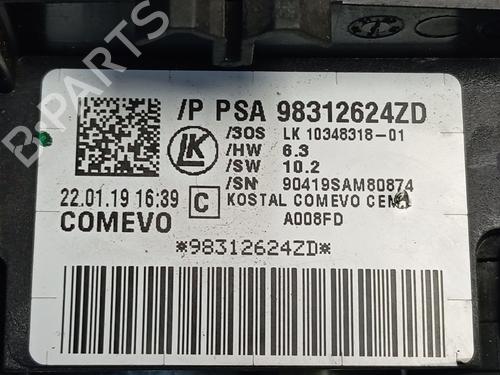 /P PSA 98312624ZD
/SOS LK 10348318-01
LK
/HW 6.3
/SW 10.2
/SN 90419SAM80874
22.01.19 16:39 C KOSTAL COMEVO
COMEVO A008FD
*98312624ZD*
B-PARTS